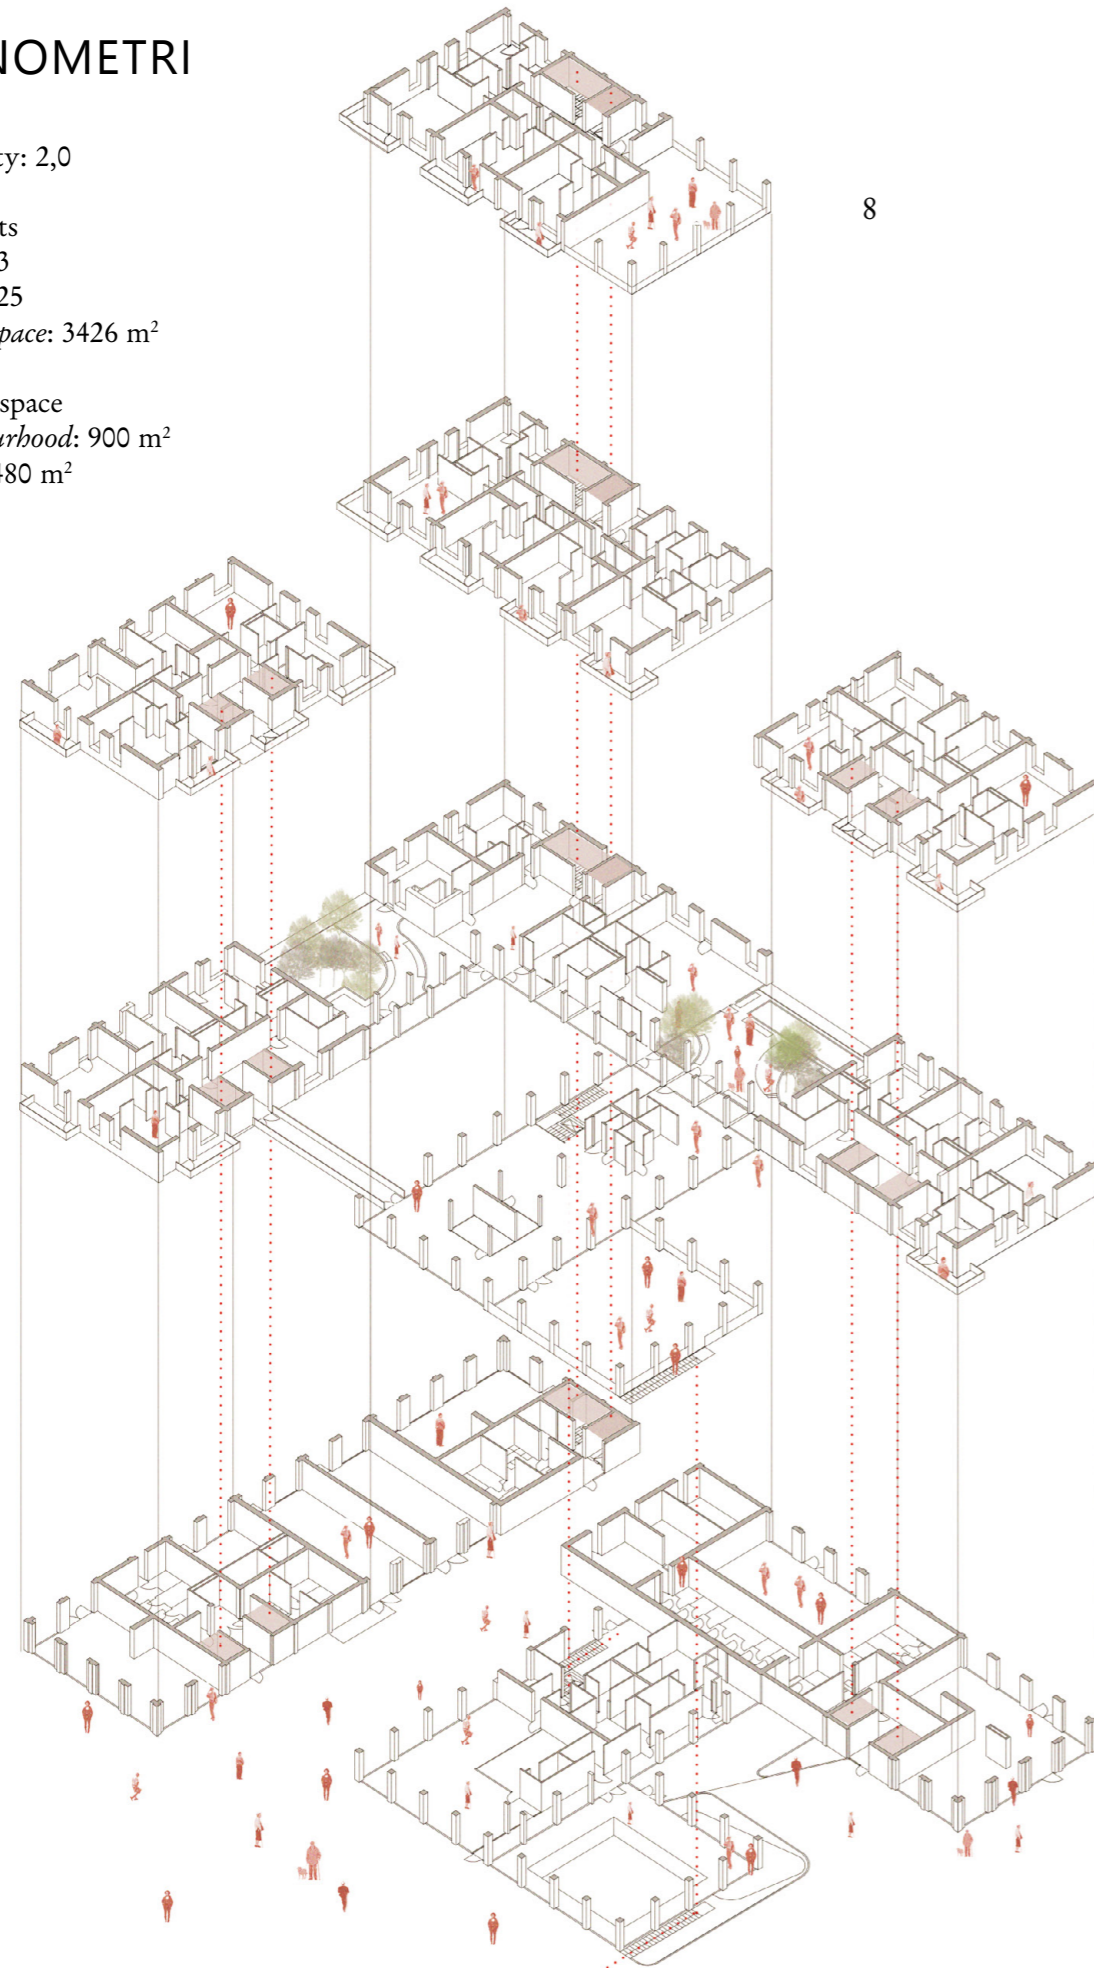 NOMETRI
ty: 2,0
ts
3
25
pace: 3426 m²
space
urhood: 900 m²
480 m²
8